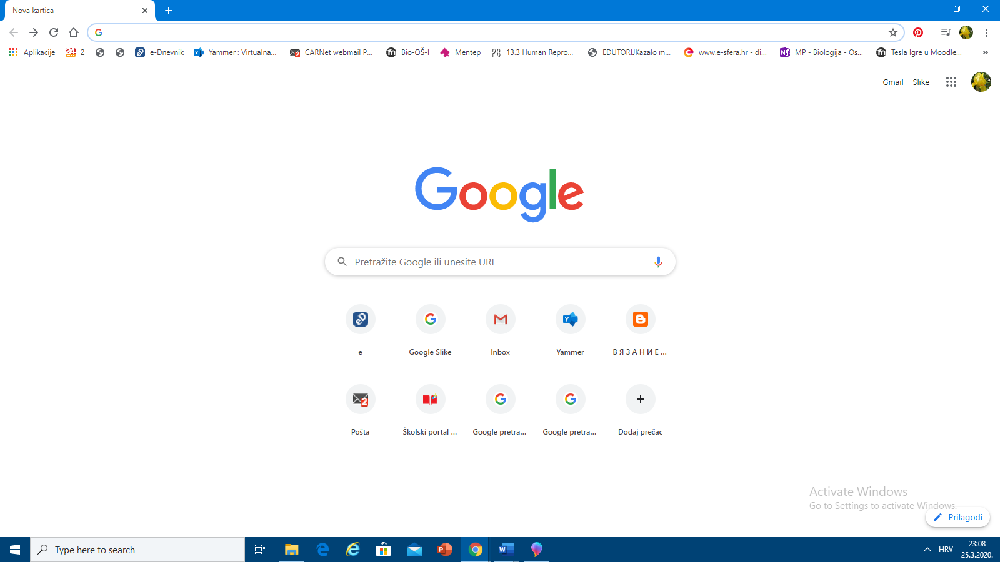 Nova kartica
Aplikacije
2
e-Dnevnik
Yammer : Virtualna...
CARNet webmail P...
Bio-OŠ-I
Mentep
13.3 Human Repro...
EDUTORIJKazalo m...
www.e-sfera.hr - di...
MP - Biologija - Os...
Tesla Igre u Moodle...
»
Gmail Slike
Google
Pretražite Google ili unesite URL
e
Google Slike
Inbox
Yammer
В Я З А Н И Е ...
Pošta
Školski portal ...
Google pretra...
Google pretra...
Dodaj prečac
Activate Windows
Go to Settings to activate Windows.
Prilagodi
Type here to search
HRV
23:08
25.3.2020.